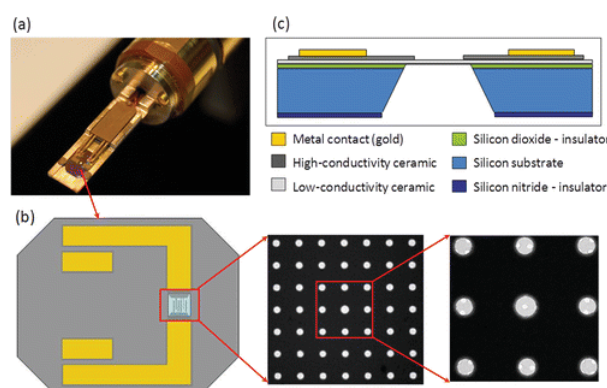 (a)
(c)
Metal contact (gold)
High-conductivity ceramic
Low-conductivity ceramic
Silicon dioxide - insulator
Silicon substrate
Silicon nitride - insulator
(b)